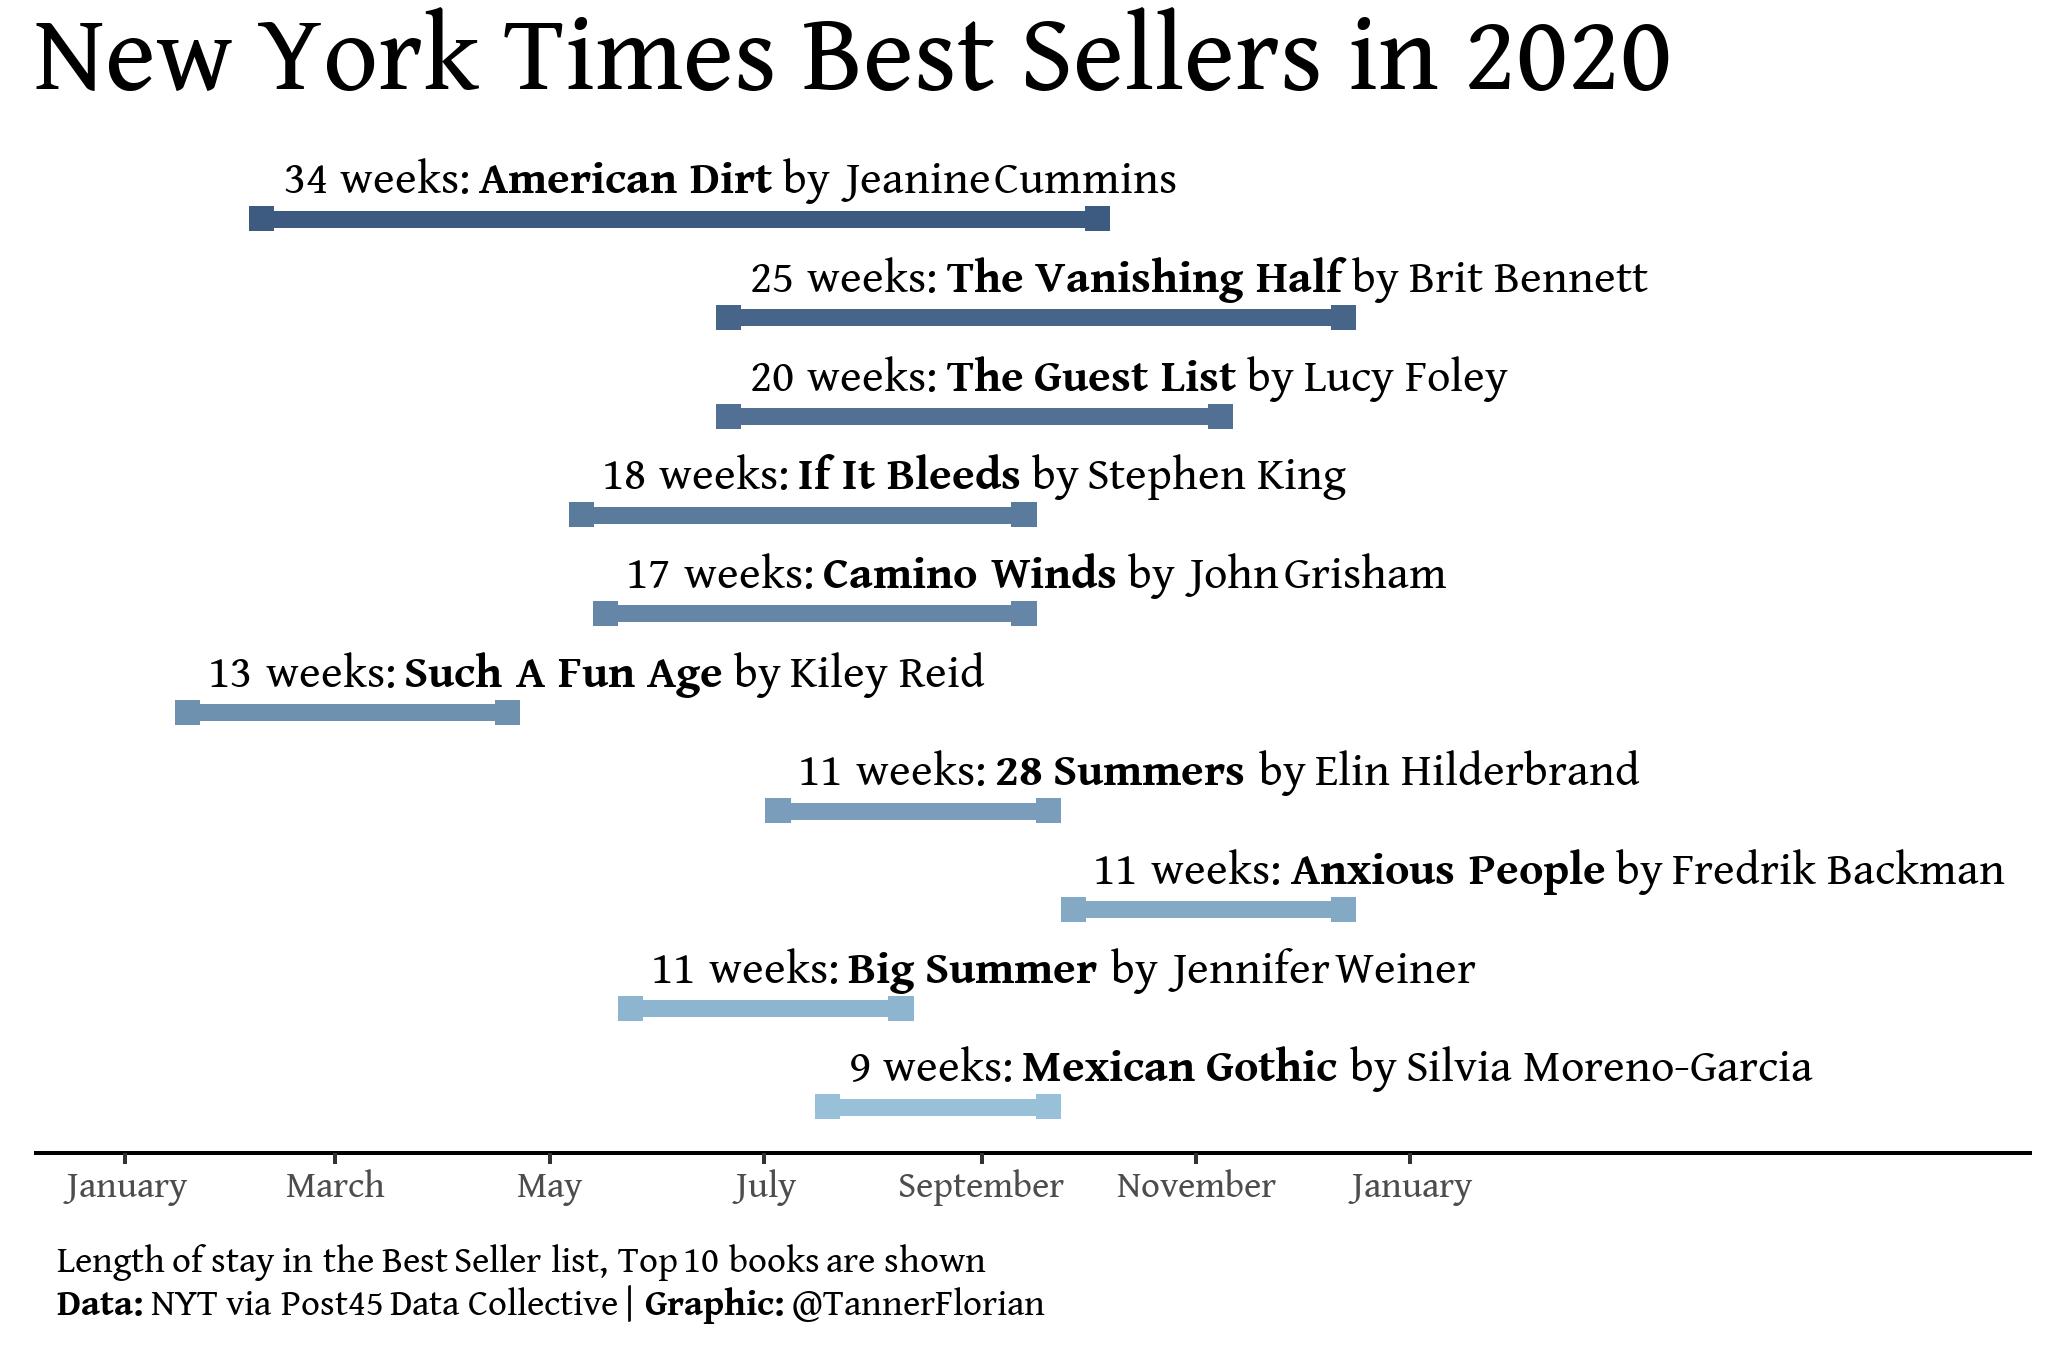 New York Times Best Sellers in 2020
34 weeks: American Dirt by Jeanine Cummins
25 weeks: The Vanishing Half by Brit Bennett
20 weeks: The Guest List by Lucy Foley
18 weeks: If It Bleeds by Stephen King
17 weeks: Camino Winds by John Grisham
13 weeks: Such A Fun Age by Kiley Reid
11 weeks: 28 Summers by Elin Hilderbrand
11 weeks: Anxious People by Fredrik Backman
11 weeks: Big Summer by Jennifer Weiner
9 weeks: Mexican Gothic by Silvia Moreno-Garcia
January March May July September November January
Length of stay in the Best Seller list, Top 10 books are shown
Data: NYT via Post45 Data Collective | Graphic: @TannerFlorian